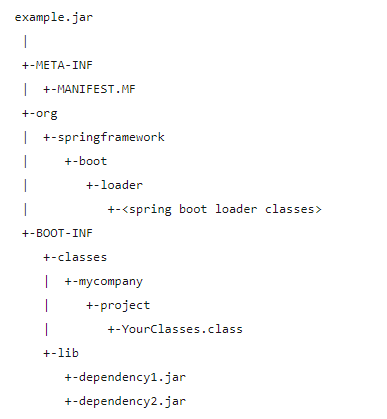 example.jar
 |
 +-META-INF
 |  +-MANIFEST.MF
 +-org
 |  +-springframework
 |     +-boot
 |        +-loader
 |           +-<spring boot loader classes>
 +-BOOT-INF
    +-classes
    |  +-mycompany
    |     +-project
    |        +-YourClasses.class
    +-lib
       +-dependency1.jar
       +-dependency2.jar